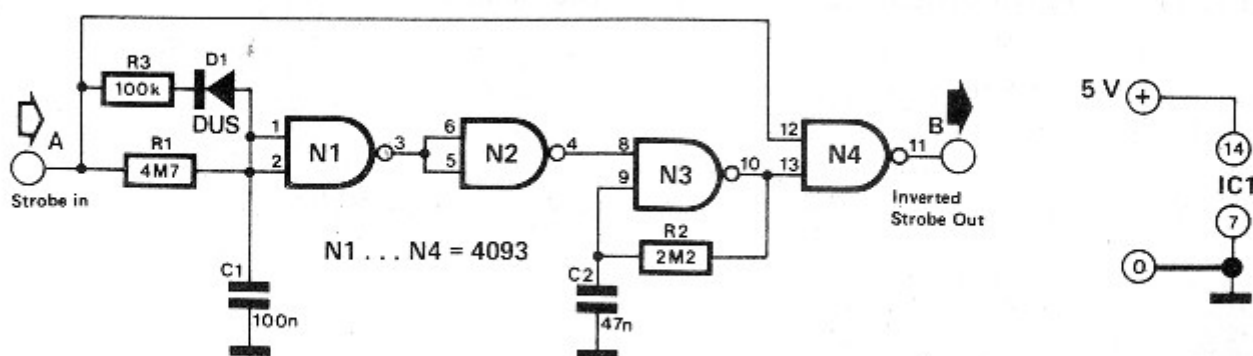 R3
100k
D1
DUS
A
Strobe in
R1
4M7
1
2
N1
3
6
5
N2
4
8
9
N3
10
12
13
N4
11
B
Inverted
Strobe Out
R2
2M2
N1 . . . N4 = 4093
C1
100n
C2
47n
5 V
+
14
IC1
7
0